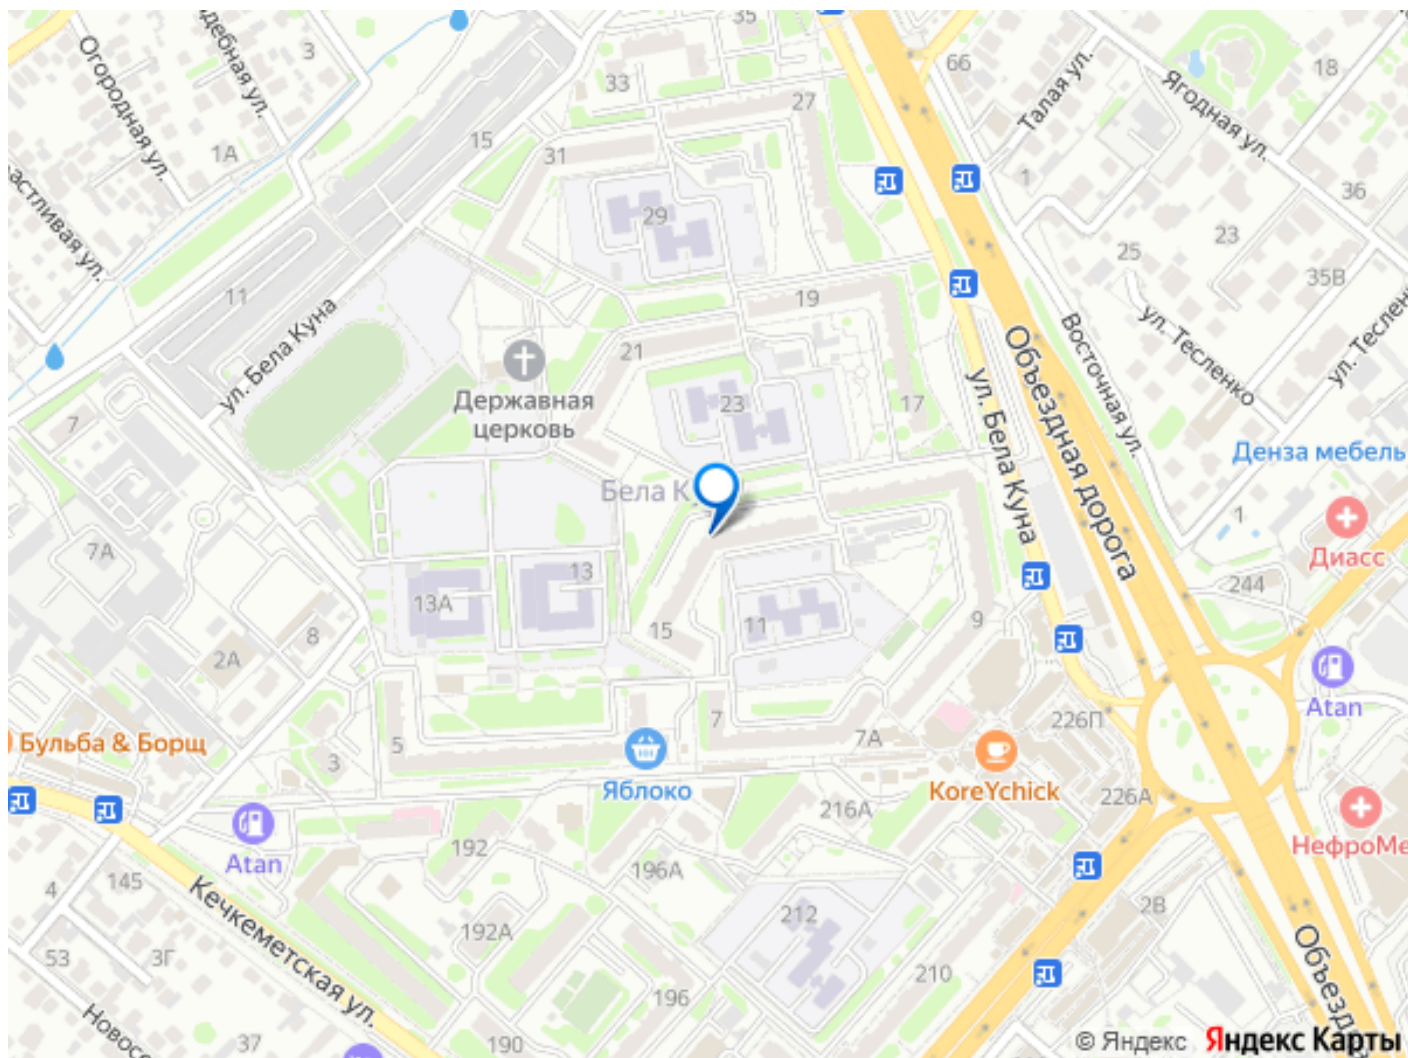 35
3
33
66
18
Огородная ул.
27
Талая ул.
Ягодная ул.
15
1А
31
1
36
29
25
23
35В
11
19
ул. Бела Куна
21
Объездная дорога
Восточная ул.
ул. Тесленко
ул. Бела Куна
Державная
церковь
23
17
7
Денза мебель
Бела К
1
Диасс
7А
13
244
13А
11
15
9
8
2А
Atan
226П
7
7А
5
3
Бульба & Борщ
Яблоко
KoreYchick
226А
216А
НефроМе
Atan
192
196А
145
4
Кечкеметская ул.
212
2В
192А
53
3Г
210
196
37
190
© Яндекс Яндекс Карты